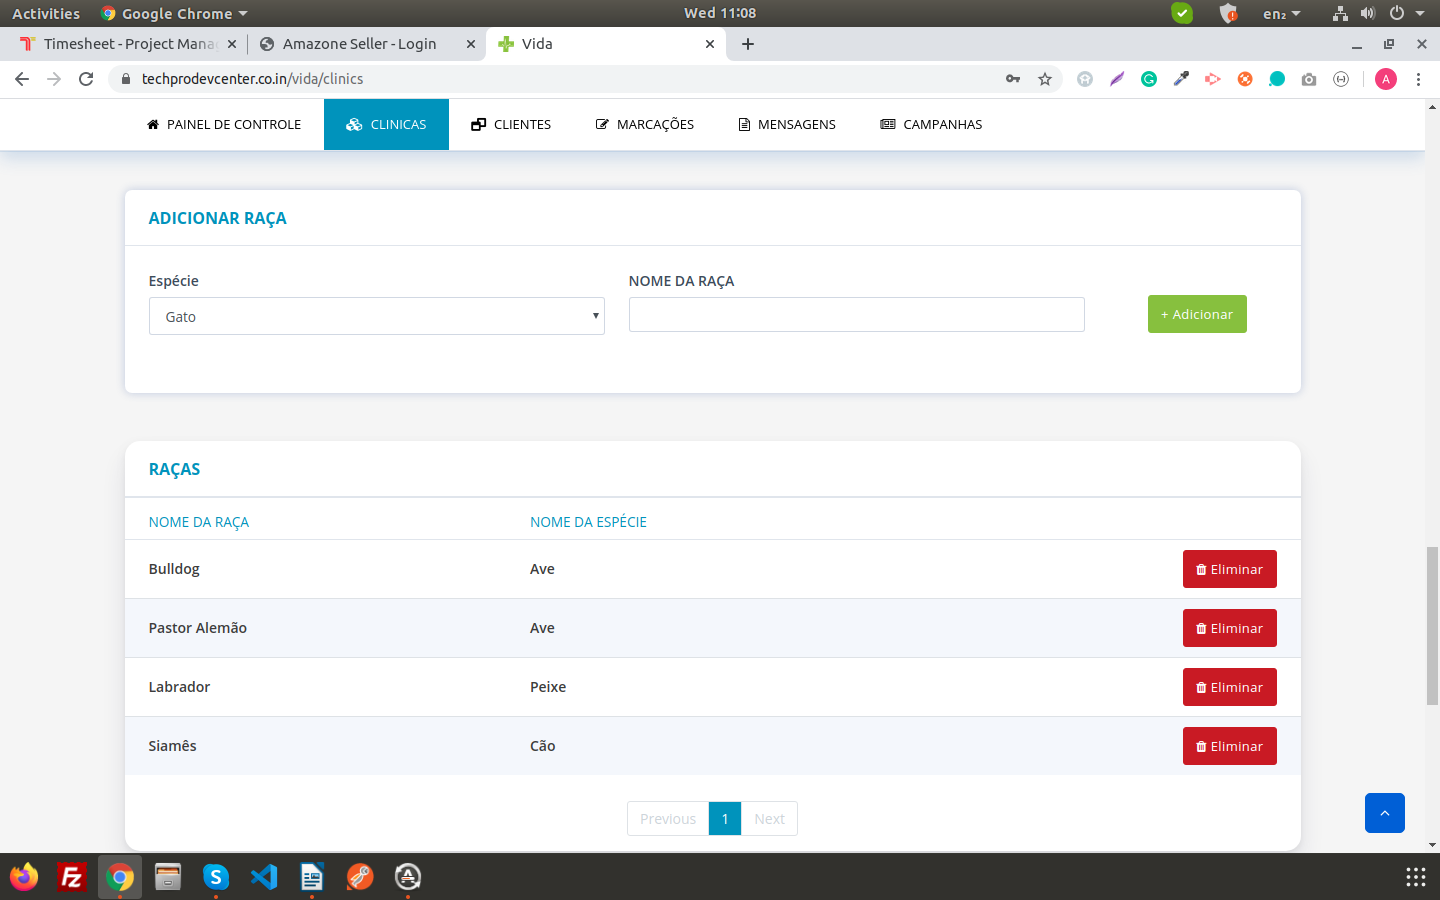 Activities Google Chrome Wed 11:08 en₂
Timesheet - Project Mana Amazone Seller - Login Vida
techprodevcenter.co.in/vida/clinics A
PAINEL DE CONTROLE CLINICAS CLIENTES MARCAÇÕES MENSAGENS CAMPANHAS
ADICIONAR RAÇA
Espécie NOME DA RAÇA
Gato + Adicionar
RAÇAS
NOME DA RAÇA NOME DA ESPÉCIE
Bulldog Ave Eliminar
Pastor Alemão Ave Eliminar
Labrador Peixe Eliminar
Siamês Cão Eliminar
Previous 1 Next